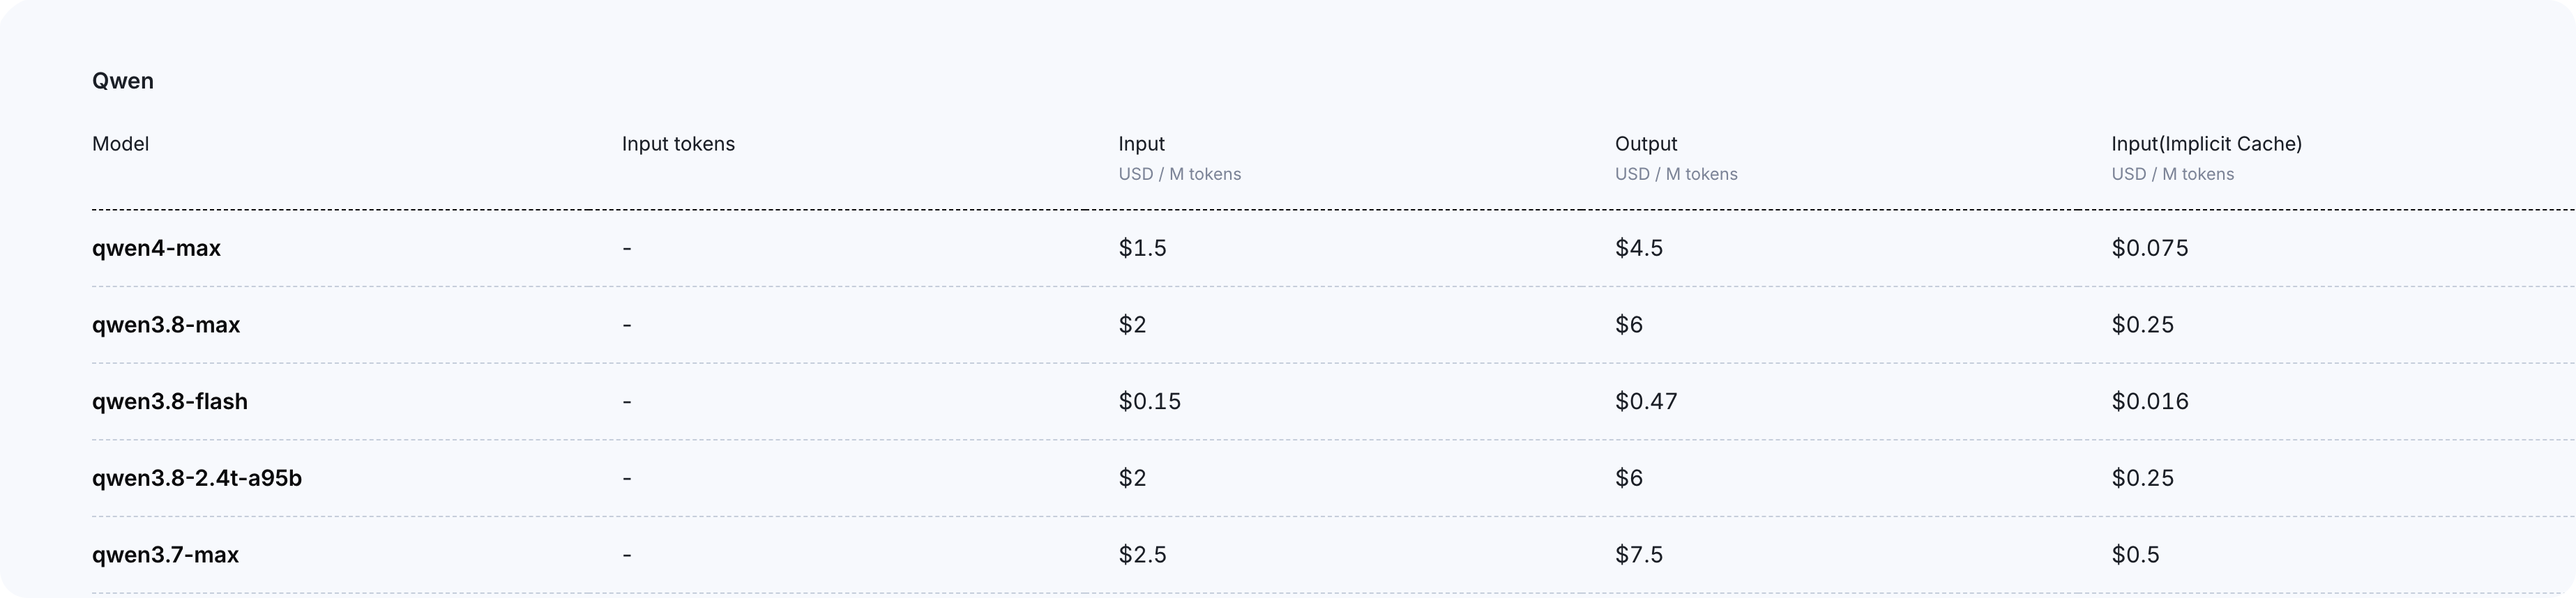 Qwen
Model Input tokens Input Output Input(Implicit Cache)
USD / M tokens USD / M tokens USD / M tokens
qwen4-max - $1.5 $4.5 $0.075
qwen3.8-max - $2 $6 $0.25
qwen3.8-flash - $0.15 $0.47 $0.016
qwen3.8-2.4t-a95b - $2 $6 $0.25
qwen3.7-max - $2.5 $7.5 $0.5